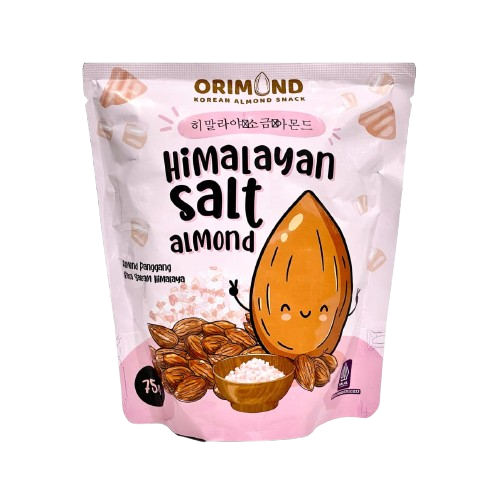 ORIMOND
KOREAN ALMOND SNACK
히말라야☒소금☒아몬드
Himalayan
Salt
almond
Almond Panggang
Rasa Garam Himalaya
75g